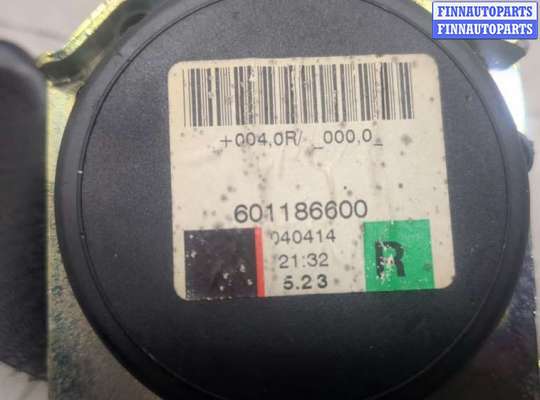 FINNAUTOPARTS
FINNAUTOPARTS
+004,0R/ _000,0_
601186600
040414
21:32
5.23
R